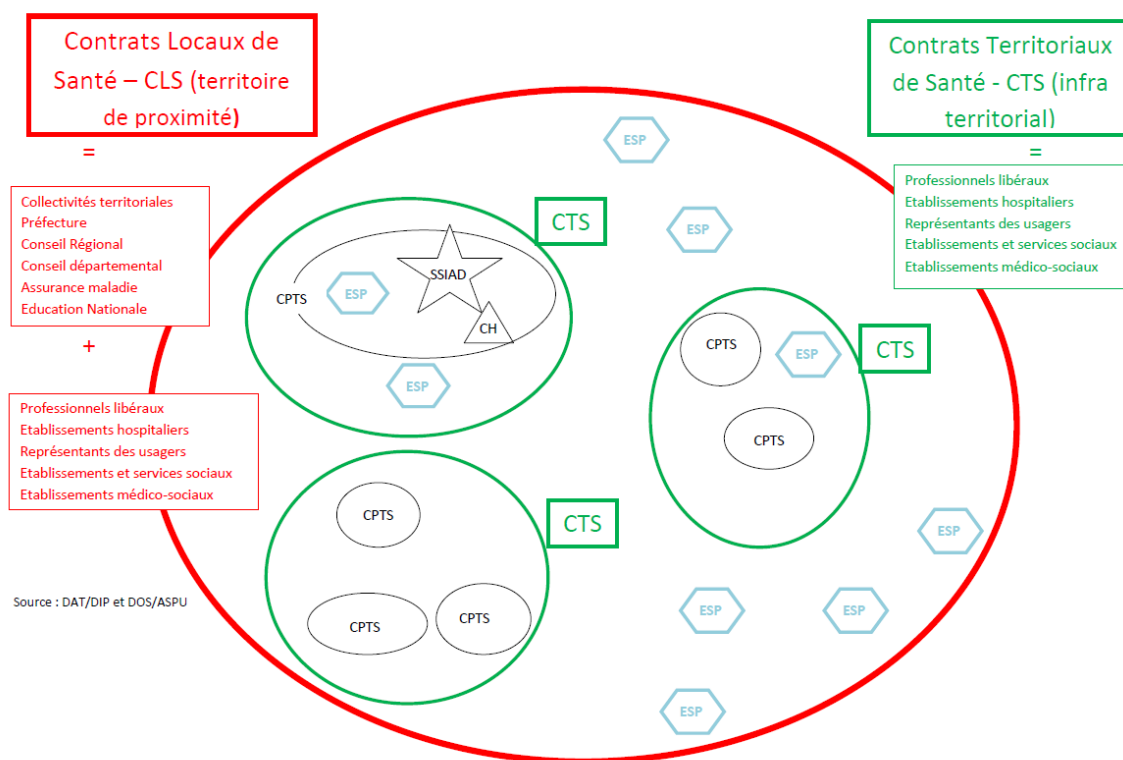 Contrats Locaux de
Santé – CLS (territoire
de proximité)
=
Collectivités territoriales
Préfecture
Conseil Régional
Conseil départemental
Assurance maladie
Education Nationale
+
Professionnels libéraux
Etablissements hospitaliers
Représentants des usagers
Etablissements et services sociaux
Etablissements médico-sociaux
Source : DAT/DIP et DOS/ASPU
Contrats Territoriaux
de Santé - CTS (infra
territorial)
=
Professionnels libéraux
Etablissements hospitaliers
Représentants des usagers
Etablissements et services sociaux
Etablissements médico-sociaux
ESP
ESP
CTS
SSIAD
CPTS
ESP
CH
ESP
CTS
CPTS
ESP
CPTS
CTS
CPTS
CPTS
CPTS
ESP
ESP
ESP
ESP